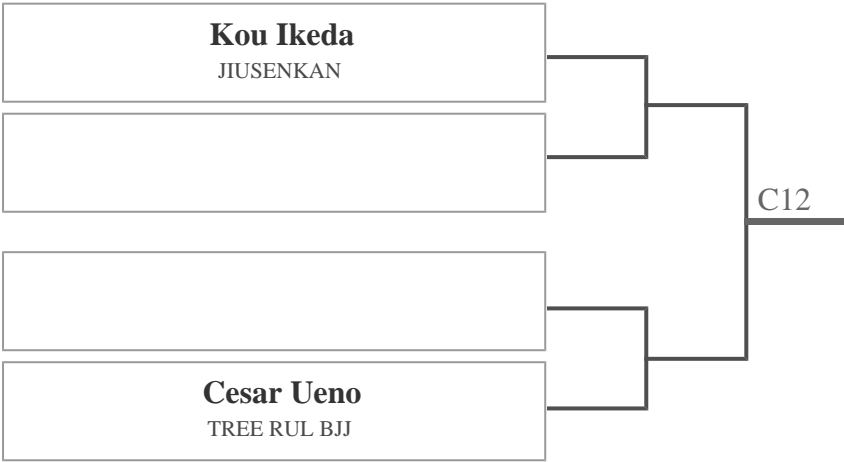 Kou Ikeda
JIUSENKAN
C12
Cesar Ueno
TREE RUL BJJ